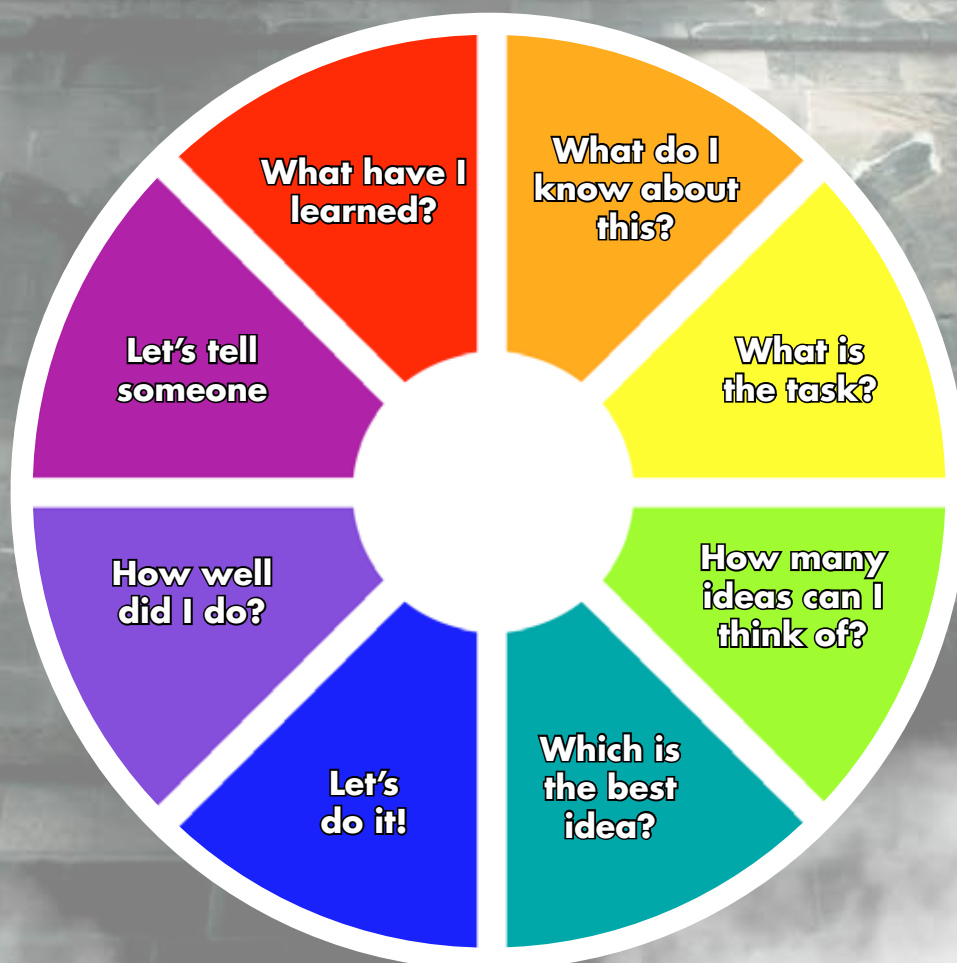 What do I
know about
this?
What is
the task?
How many
ideas can I
think of?
Which is
the best
idea?
Let's
do it!
How well
did I do?
Let's tell
someone
What have I
learned?